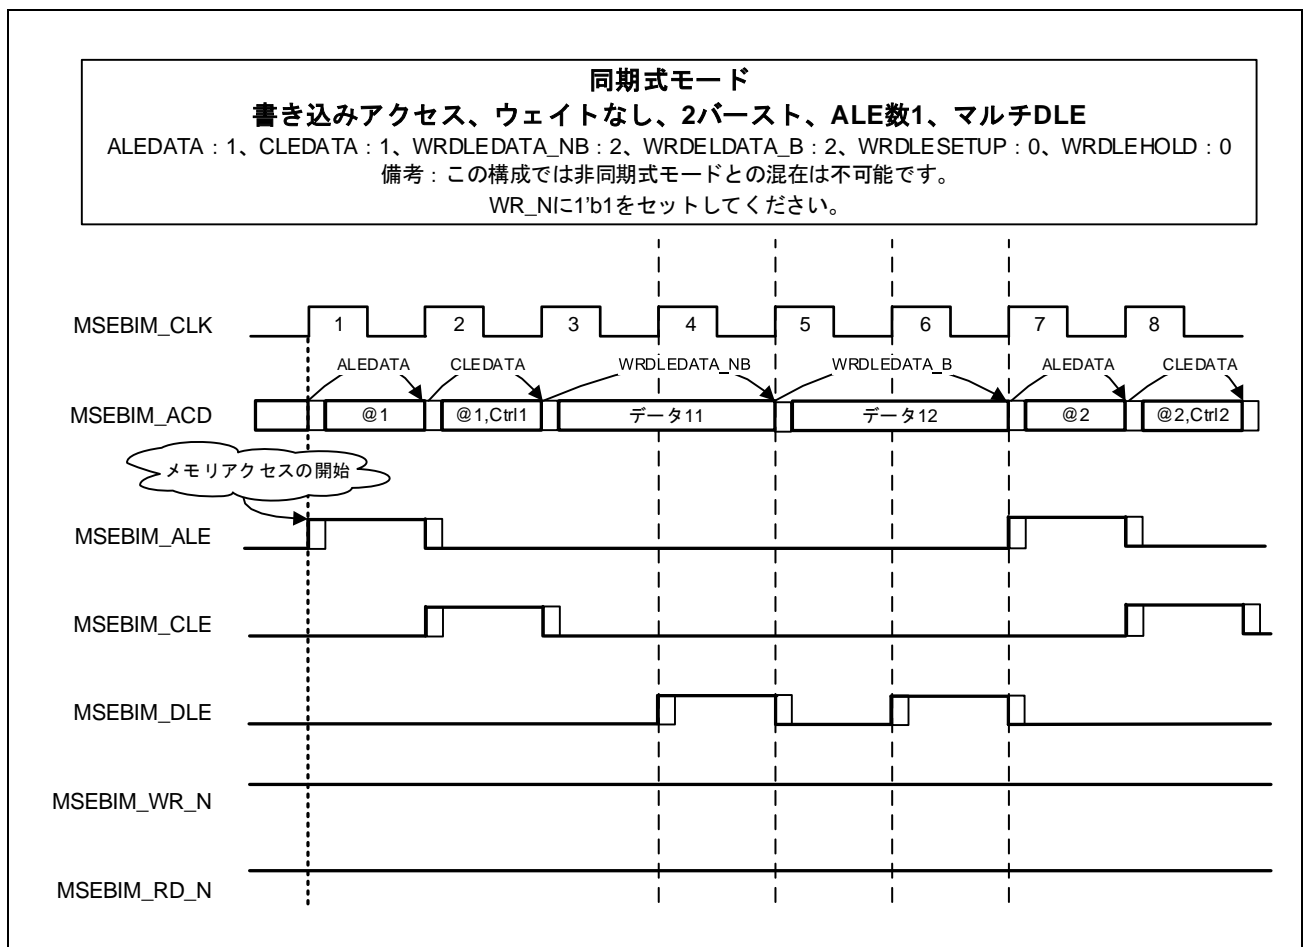 同期式モード
書き込みアクセス、ウェイトなし、2バースト、ALE数1、マルチDLE
ALEDATA：1、CLEDATA：1、WRDLEDATA_NB：2、WRDELDATA_B：2、WRDLESETUP：0、WRDLEHOLD：0
備考：この構成では非同期式モードとの混在は不可能です。
WR_Nに1'b1をセットしてください。
MSEBIM_CLK 1 2 3 4 5 6 7 8
ALEDATA CLEDATA WRDLEDATA_NB WRDLEDATA_B ALEDATA CLEDATA
MSEBIM_ACD @1 @1,Ctrl1 データ11 データ12 @2 @2,Ctrl2
メモリアクセスの開始
MSEBIM_ALE
MSEBIM_CLE
MSEBIM_DLE
MSEBIM_WR_N
MSEBIM_RD_N